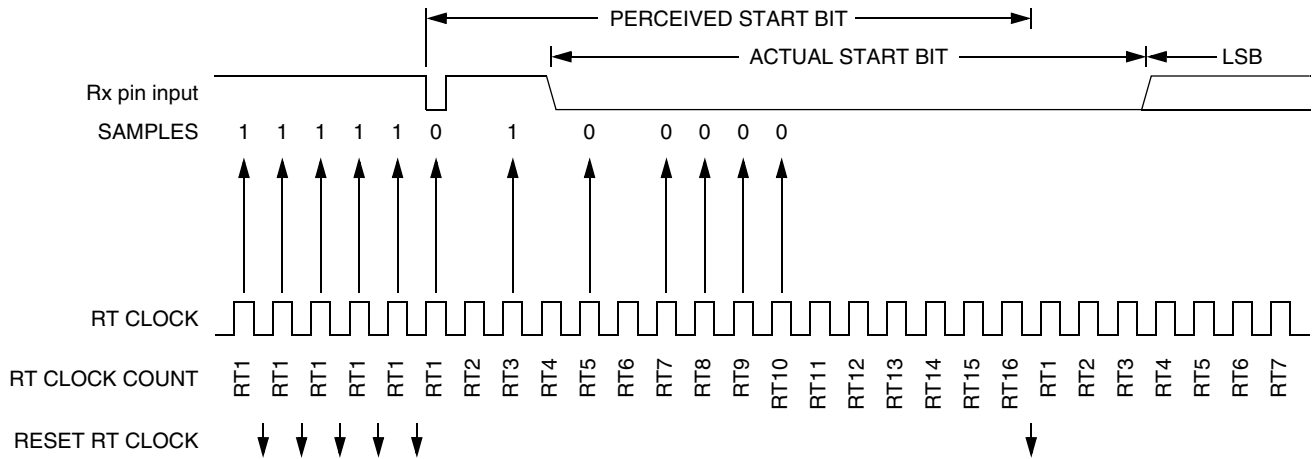 PERCEIVED START BIT
ACTUAL START BIT
LSB
Rx pin input
SAMPLES 1 1 1 1 1 0 1 0 0 0 0 0
RT CLOCK
RT CLOCK COUNT RT1 RT1 RT1 RT1 RT1 RT1 RT2 RT3 RT4 RT5 RT6 RT7 RT8 RT9 RT10 RT11 RT12 RT13 RT14 RT15 RT16 RT1 RT2 RT3 RT4 RT5 RT6 RT7
RESET RT CLOCK